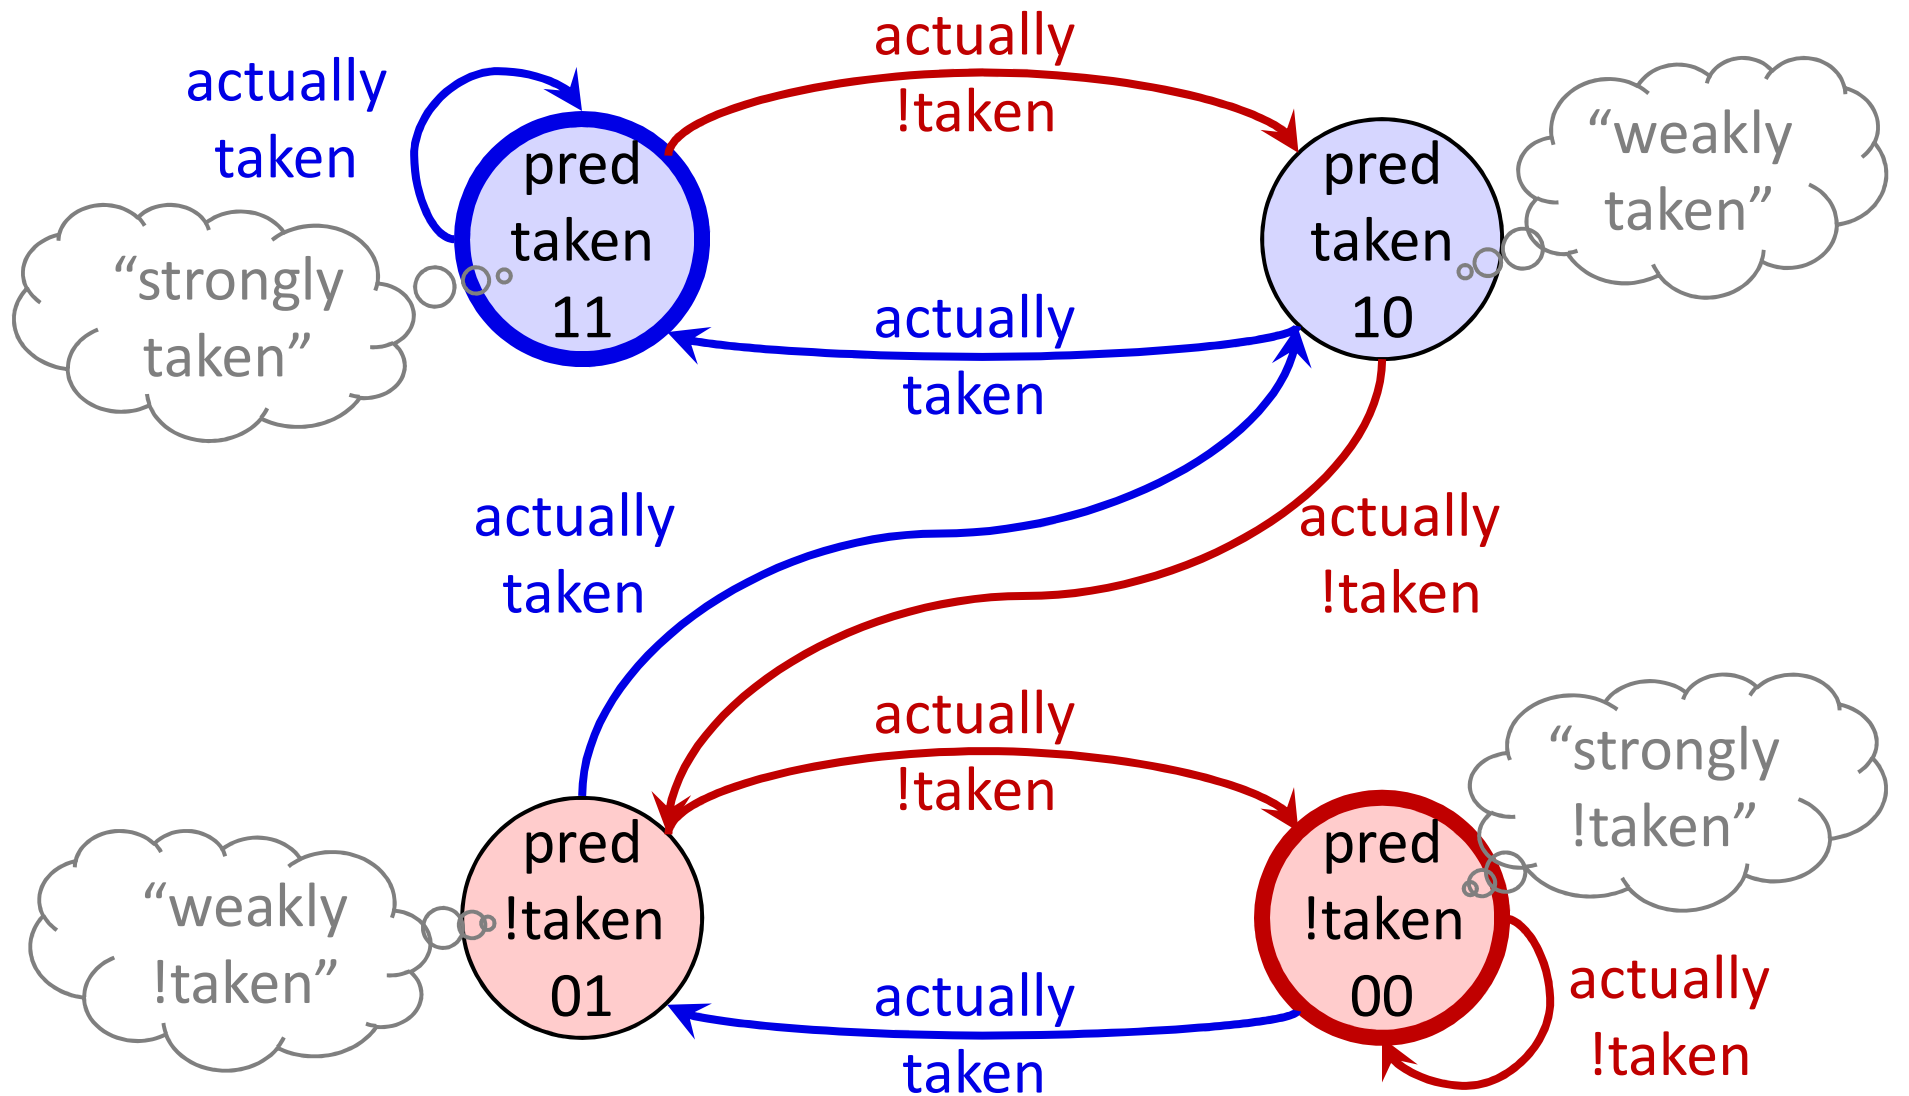 actually
taken
actually
!taken
pred
taken
11
pred
taken
10
“weakly
taken”
“strongly
taken”
actually
taken
actually
taken
actually
!taken
actually
!taken
“strongly
!taken”
pred
!taken
01
pred
!taken
00
“weakly
!taken”
actually
taken
actually
!taken